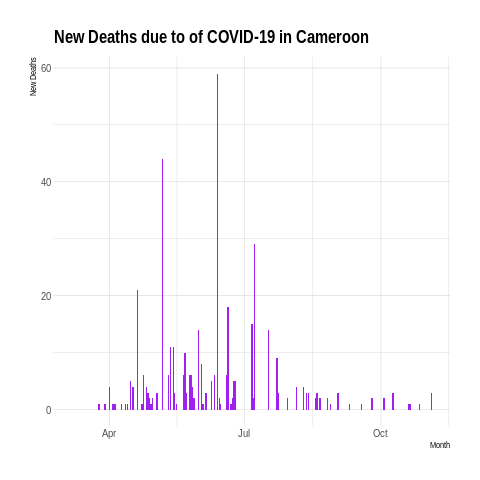 New Deaths due to of COVID-19 in Cameroon
New Deaths
60
40
20
0
Apr
Jul
Oct
Month